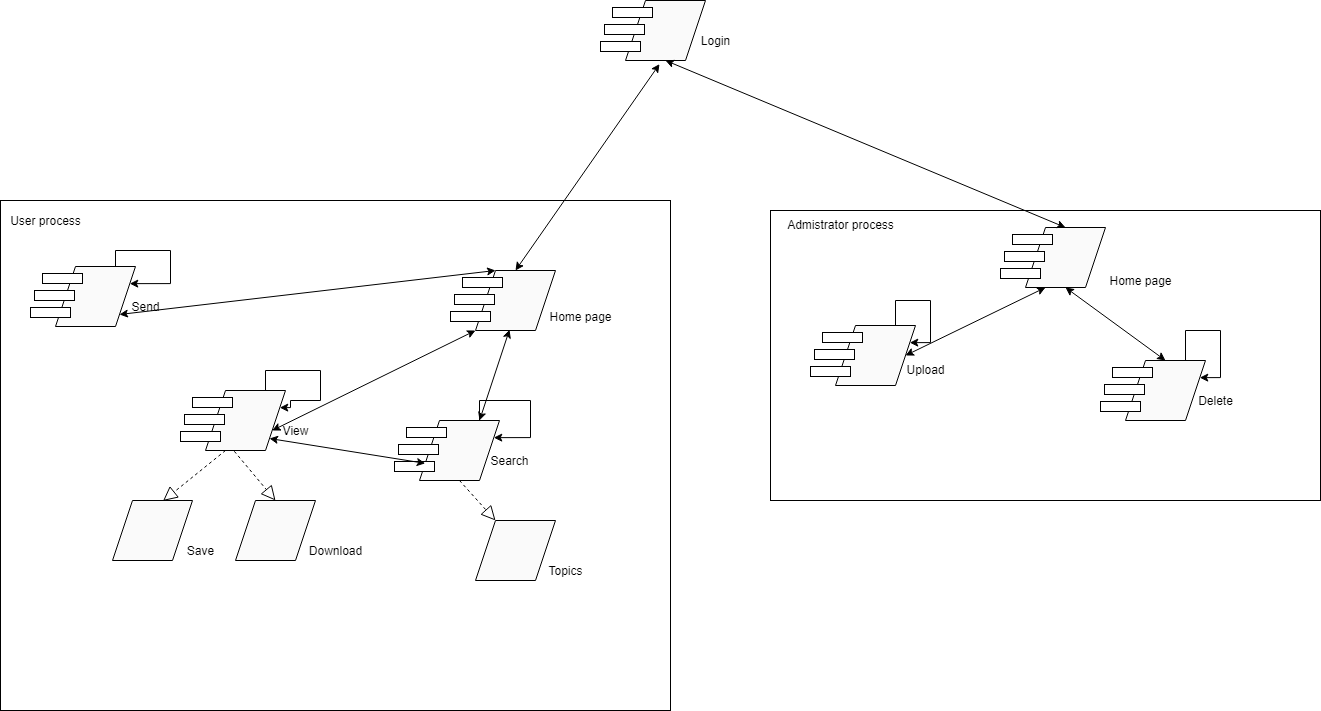 Login
User process
Admistrator process
Send
Home page
Home page
Upload
Delete
View
Search
Save
Download
Topics